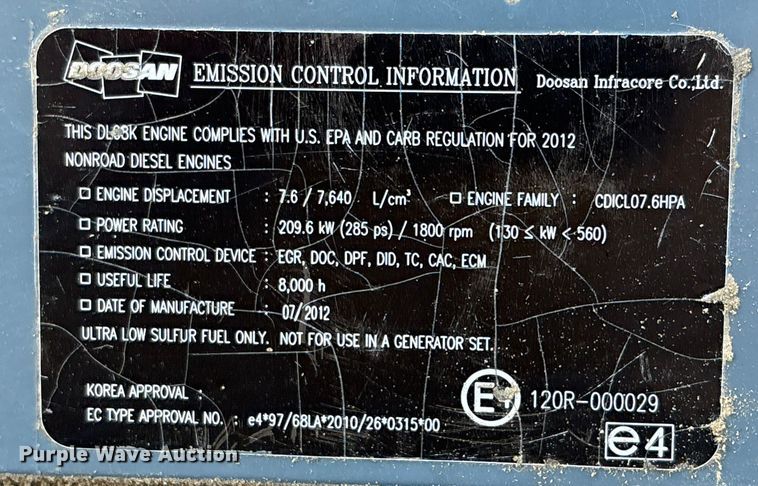 DOOSAN EMISSION CONTROL INFORMATION Doosan Infracore Co.,Ltd.
THIS DL08K ENGINE COMPLIES WITH U.S. EPA AND CARB REGULATION FOR 2012
NONROAD DIESEL ENGINES
ENGINE DISPLACEMENT : 7.6 / 7,640 L/cm³ ENGINE FAMILY : CDICL07.6HPA
POWER RATING : 209.6 kW (285 ps) / 1800 rpm (130 ≤ kW < 560)
EMISSION CONTROL DEVICE : EGR, DOC, DPF, DID, TC, CAC, ECM
USEFUL LIFE : 8,000 h
DATE OF MANUFACTURE : 07/2012
ULTRA LOW SULFUR FUEL ONLY. NOT FOR USE IN A GENERATOR SET.
KOREA APPROVAL :
EC TYPE APPROVAL NO. : e4*97/68LA*2010/26*0315*00
120R-000029
e4
Purple Wave Auction